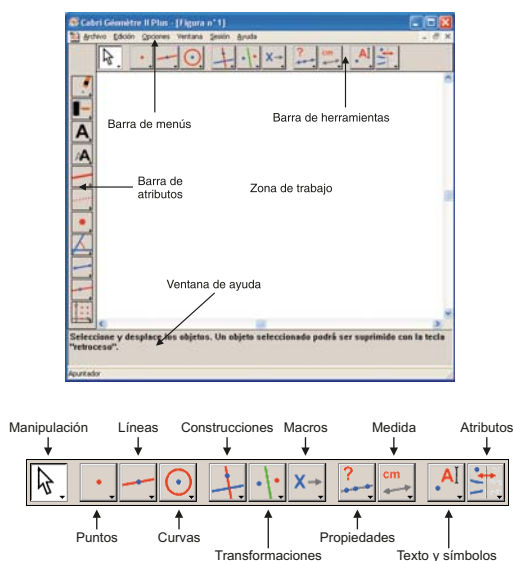 Cabri Géomètre II Plus - [Figura nº1]
Archivo Edición Opciones Ventana Sesión Ayuda
Barra de menús
Barra de herramientas
A
A
Barra de
atributos
Zona de trabajo
Ventana de ayuda
Seleccione y desplace los objetos. Un objeto seleccionado podrá ser suprimido con la tecla
"retroceso".
Apuntador
Manipulación Líneas Construcciones Macros Medida Atributos
X ? cm A
Puntos Curvas Transformaciones Propiedades Texto y símbolos